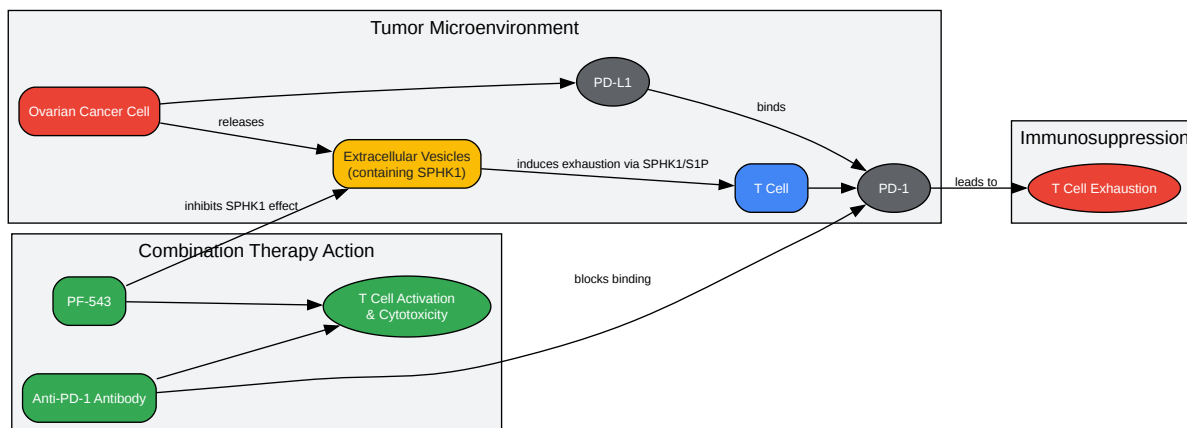 Tumor Microenvironment
PD-L1
Ovarian Cancer Cell
binds
releases
Immunosuppression
Extracellular Vesicles
(containing SPHK1)
induces exhaustion via SPHK1/S1P
T Cell
PD-1
leads to
T Cell Exhaustion
inhibits SPHK1 effect
Combination Therapy Action
blocks binding
PF-543
T Cell Activation
& Cytotoxicity
Anti-PD-1 Antibody